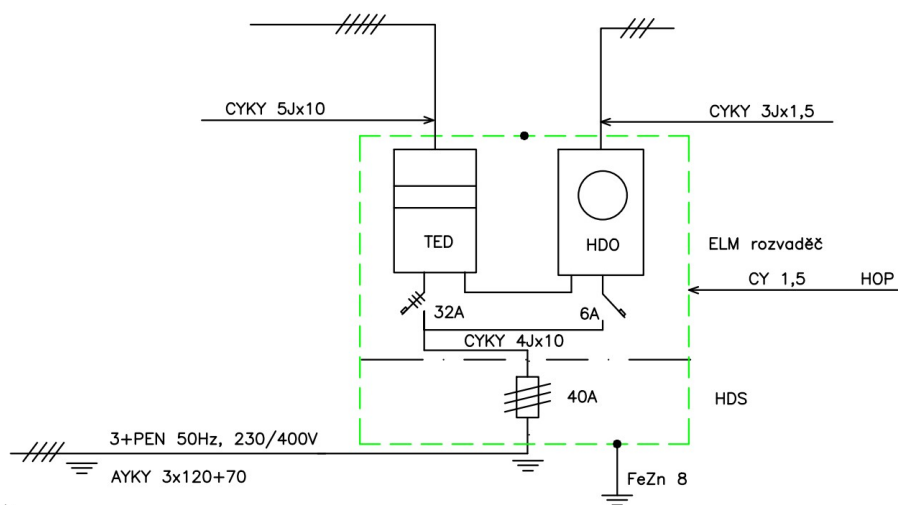 CYKY 5Jx10
CYKY 3Jx1,5
TED
HDO
ELM rozvaděč
CY 1,5 HOP
32A
6A
CYKY 4Jx10
40A
HDS
3+PEN 50Hz, 230/400V
AYKY 3x120+70
FeZn 8